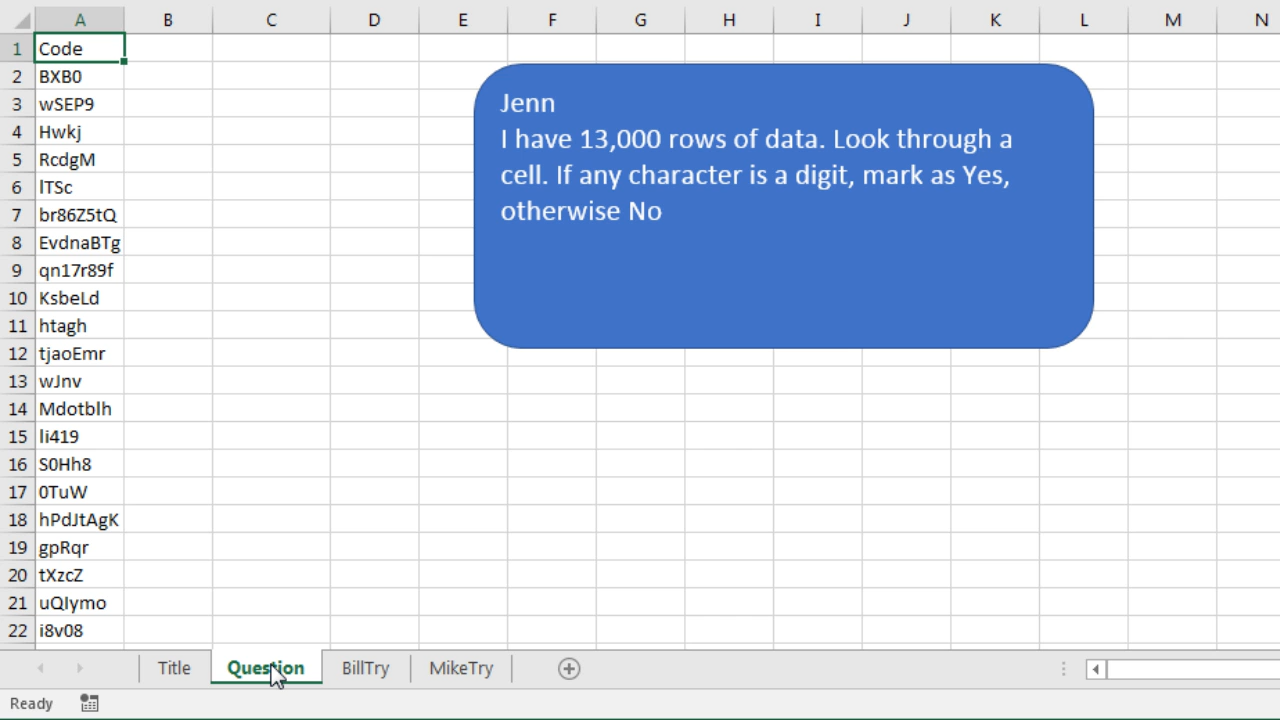 A B C D E F G H I J K L M N
1 Code
2 BXB0
3 wSEP9
4 Hwkj
5 RcdgM
6 lTSc
7 br86Z5tQ
8 EvdnaBTg
9 qn17r89f
10 KsbeLd
11 htagh
12 tjaoEmr
13 wJnv
14 Mdotblh
15 li419
16 S0Hh8
17 0TuW
18 hPdJtAgK
19 gpRqr
20 tXzcZ
21 uQIymo
22 i8v08
Jenn
I have 13,000 rows of data. Look through a
cell. If any character is a digit, mark as Yes,
otherwise No
Title Question BillTry MikeTry
Ready